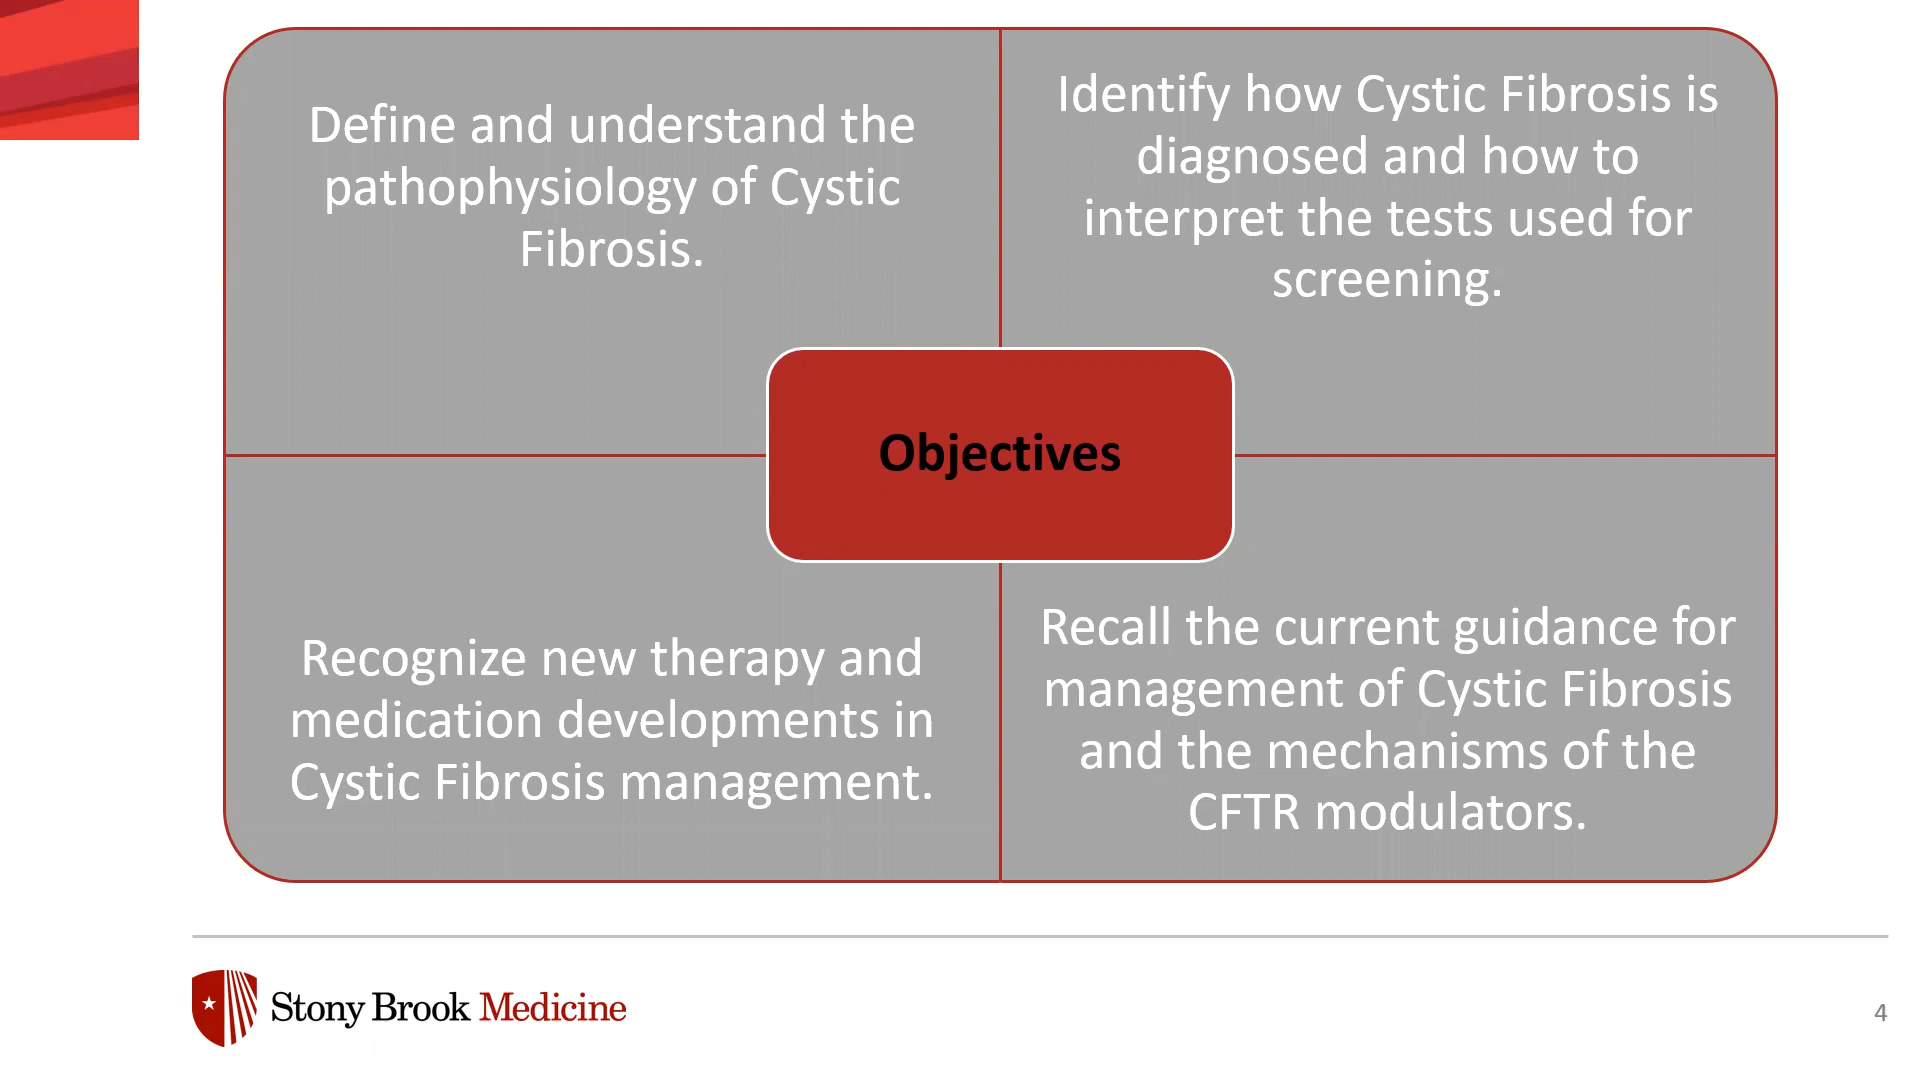 Define and understand the
pathophysiology of Cystic
Fibrosis.
Identify how Cystic Fibrosis is
diagnosed and how to
interpret the tests used for
screening.
Objectives
Recognize new therapy and
medication developments in
Cystic Fibrosis management.
Recall the current guidance for
management of Cystic Fibrosis
and the mechanisms of the
CFTR modulators.
Stony Brook Medicine
4